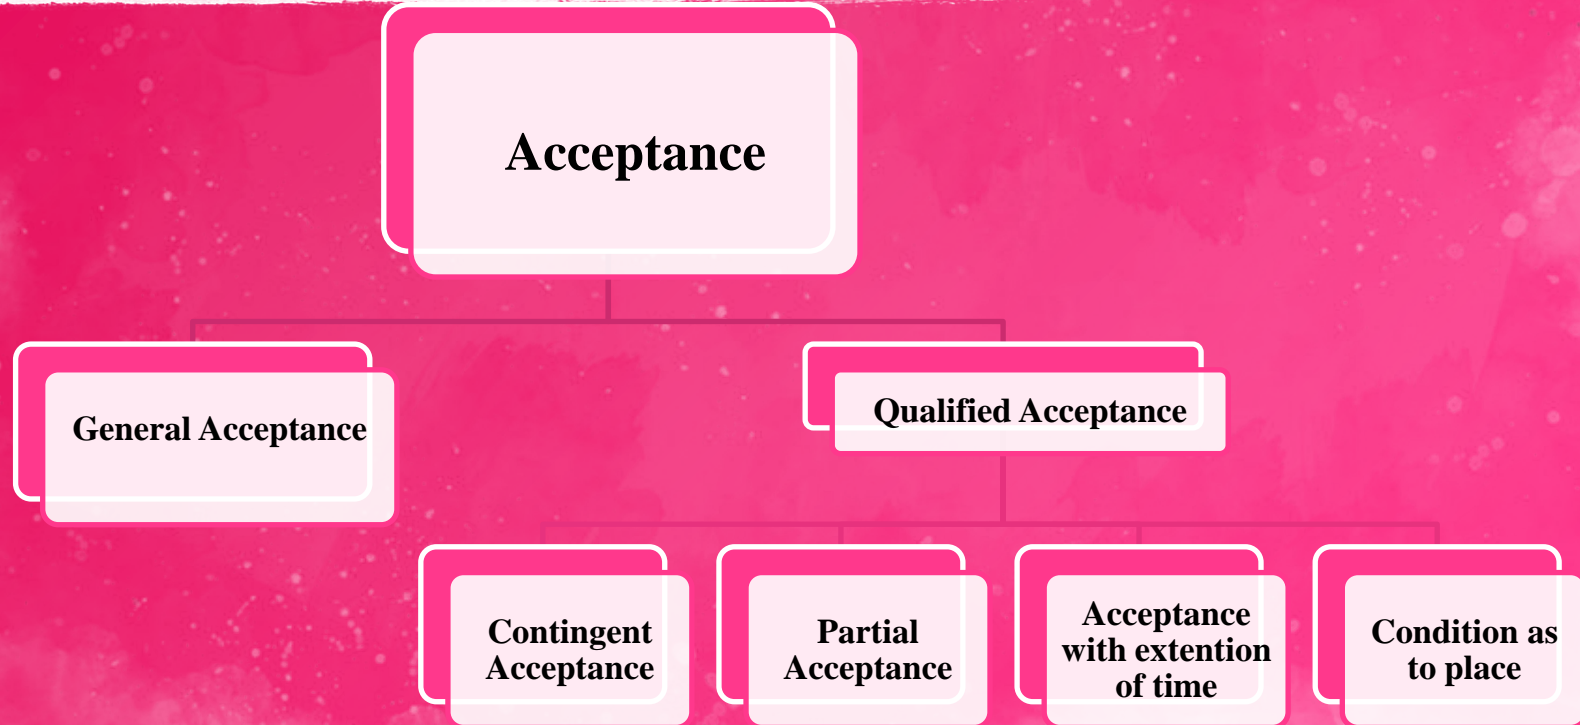 Acceptance
General Acceptance
Qualified Acceptance
Contingent
Acceptance
Partial
Acceptance
Acceptance
with extention
of time
Condition as
to place